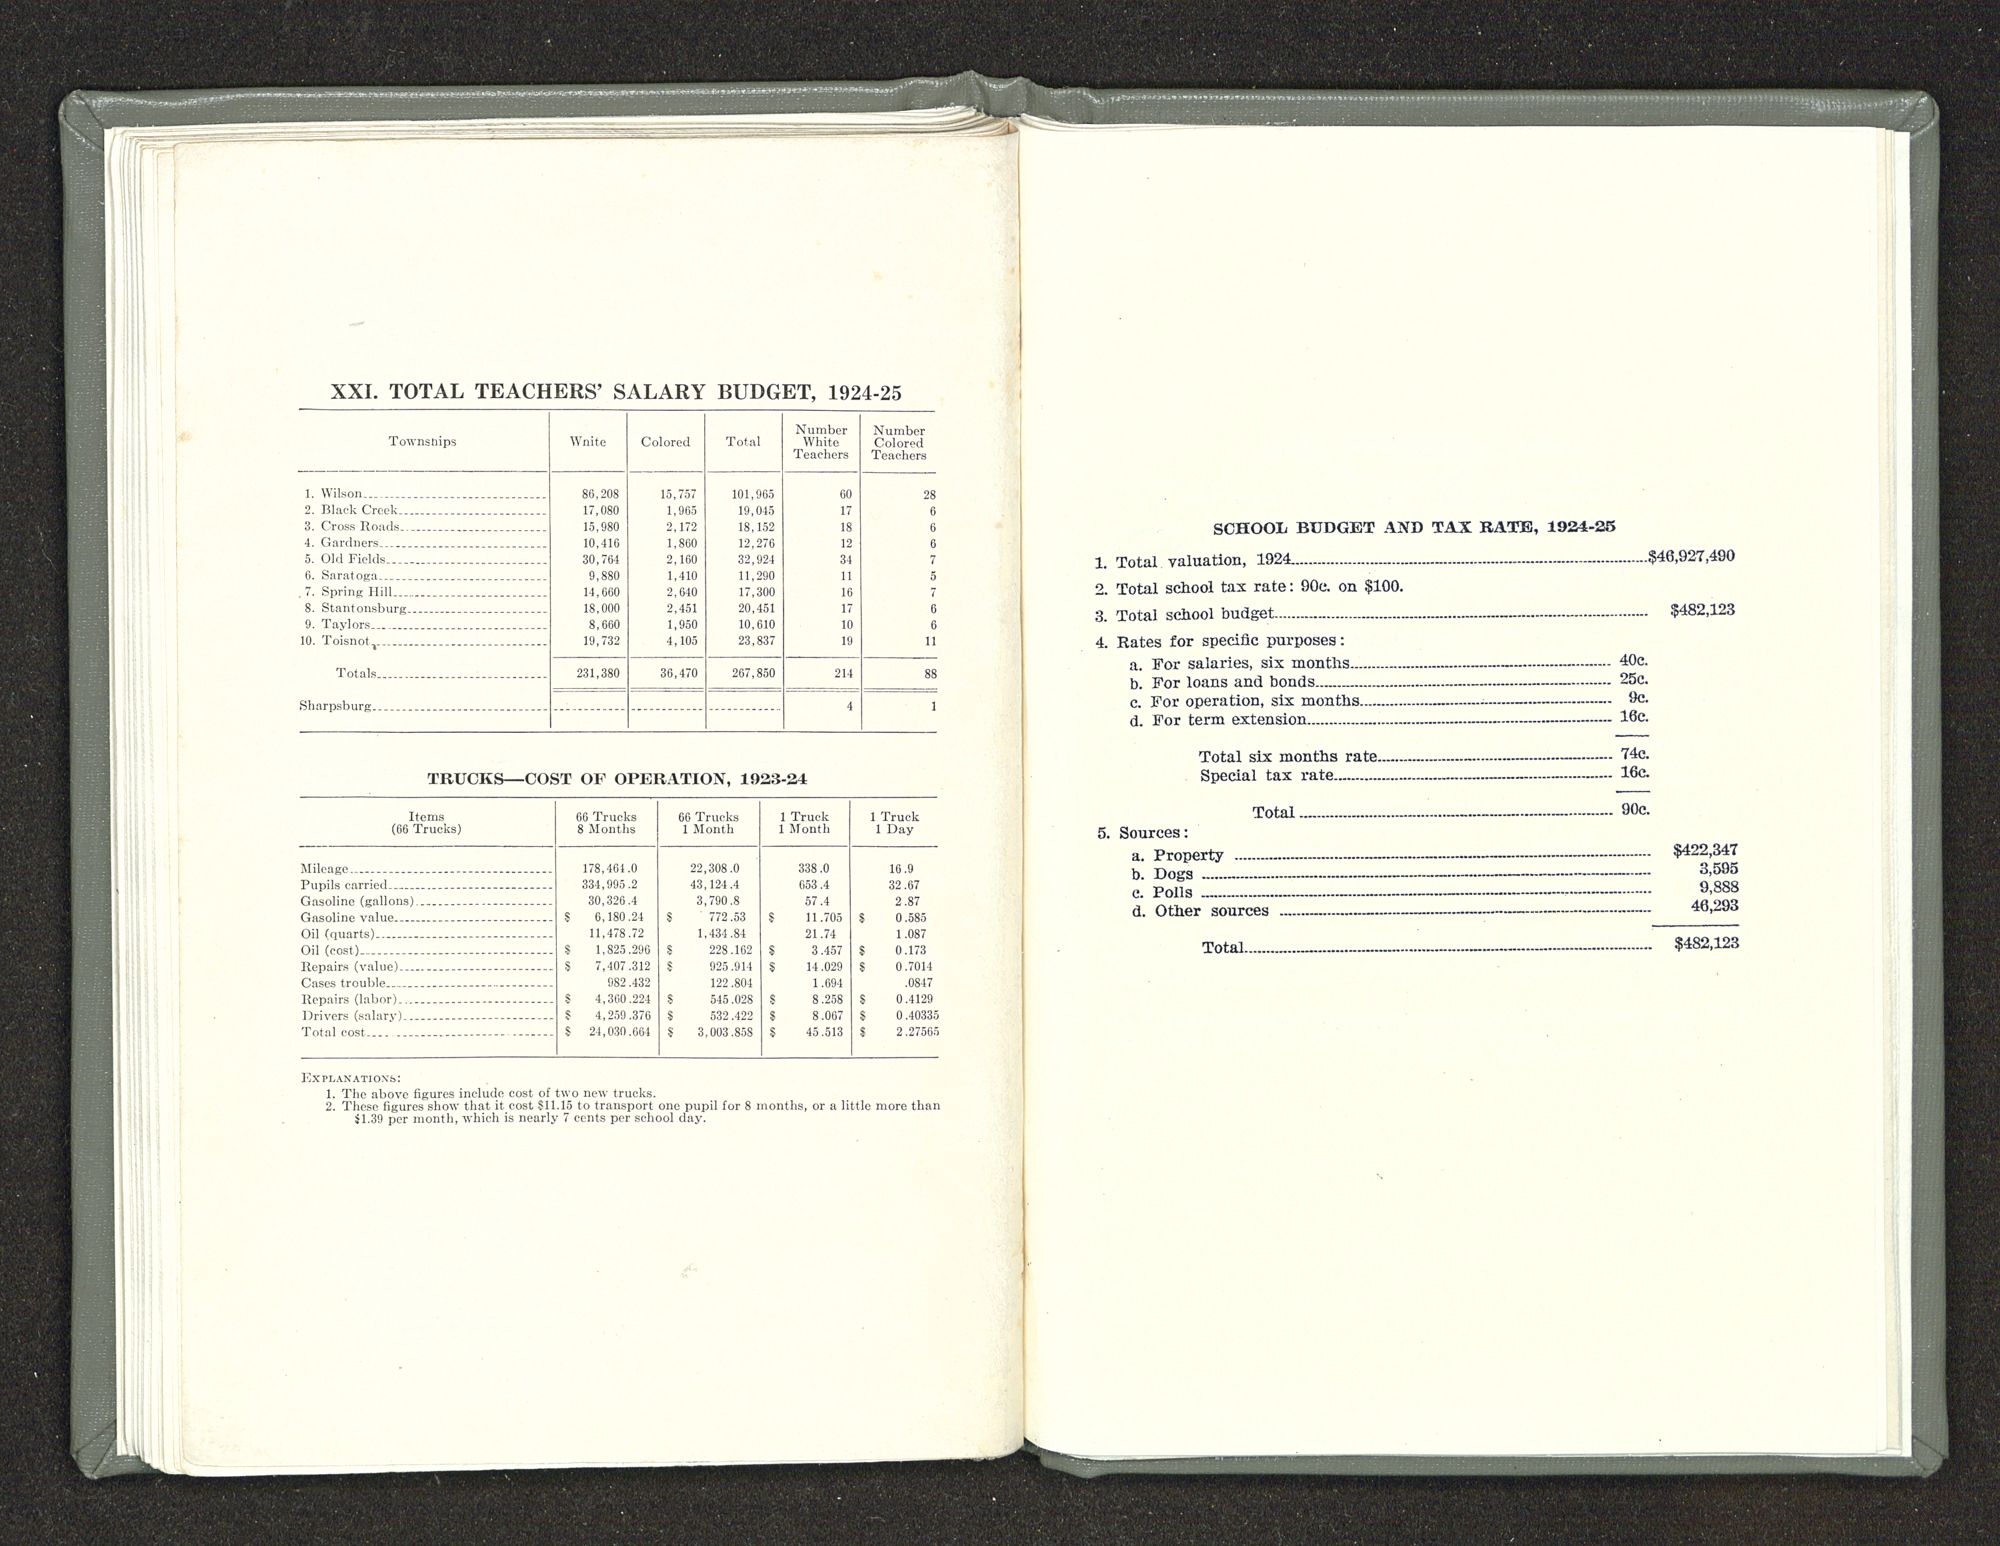 XXI. TOTAL TEACHERS' SALARY BUDGET, 1924-25
Townships Wnite Colored Total Number White Teachers Number Colored Teachers
1. Wilson 86,208 15,757 101,965 60 28
2. Black Creek 17,080 1,965 19,045 17 6
3. Cross Roads 15,980 2,172 18,152 18 6
4. Gardners 10,416 1,860 12,276 12 6
5. Old Fields 30,764 2,160 32,924 34 7
6. Saratoga 9,880 1,410 11,290 11 5
7. Spring Hill 14,660 2,640 17,300 16 7
8. Stantonsburg 18,000 2,451 20,451 17 6
9. Taylors 8,660 1,950 10,610 10 6
10. Toisnot 19,732 4,105 23,837 19 11
Totals 231,380 36,470 267,850 214 88
Sharpsburg 4 1
TRUCKS—COST OF OPERATION, 1923-24
Items (66 Trucks) 66 Trucks 8 Months 66 Trucks 1 Month 1 Truck 1 Month 1 Truck 1 Day
Mileage 178,464.0 22,308.0 338.0 16.9
Pupils carried 334,995.2 43,124.4 653.4 32.67
Gasoline (gallons) 30,326.4 3,790.8 57.4 2.87
Gasoline value $ 6,180.24 $ 772.53 $ 11.705 $ 0.585
Oil (quarts) 11,478.72 1,434.84 21.74 1.087
Oil (cost) $ 1,825.296 $ 228.162 $ 3.457 $ 0.173
Repairs (value) $ 7,407.312 $ 925.914 $ 14.029 $ 0.7014
Cases trouble 982.432 122.804 1.694 .0847
Repairs (labor) $ 4,360.224 $ 545.028 $ 8.258 $ 0.4129
Drivers (salary) $ 4,259.376 $ 532.422 $ 8.067 $ 0.40335
Total cost $ 24,030.664 $ 3,003.858 $ 45.513 $ 2.27565
EXPLANATIONS:
1. The above figures include cost of two new trucks.
2. These figures show that it cost $11.15 to transport one pupil for 8 months, or a little more than
$1.39 per month, which is nearly 7 cents per school day.
SCHOOL BUDGET AND TAX RATE, 1924-25
1. Total valuation, 1924 $46,927,490
2. Total school tax rate: 90c. on $100.
3. Total school budget $482,123
4. Rates for specific purposes:
a. For salaries, six months 40c.
b. For loans and bonds 25c.
c. For operation, six months 9c.
d. For term extension 16c.
Total six months rate 74c.
Special tax rate 16c.
Total 90c.
5. Sources:
a. Property $422,347
b. Dogs 3,595
c. Polls 9,888
d. Other sources 46,293
Total $482,123